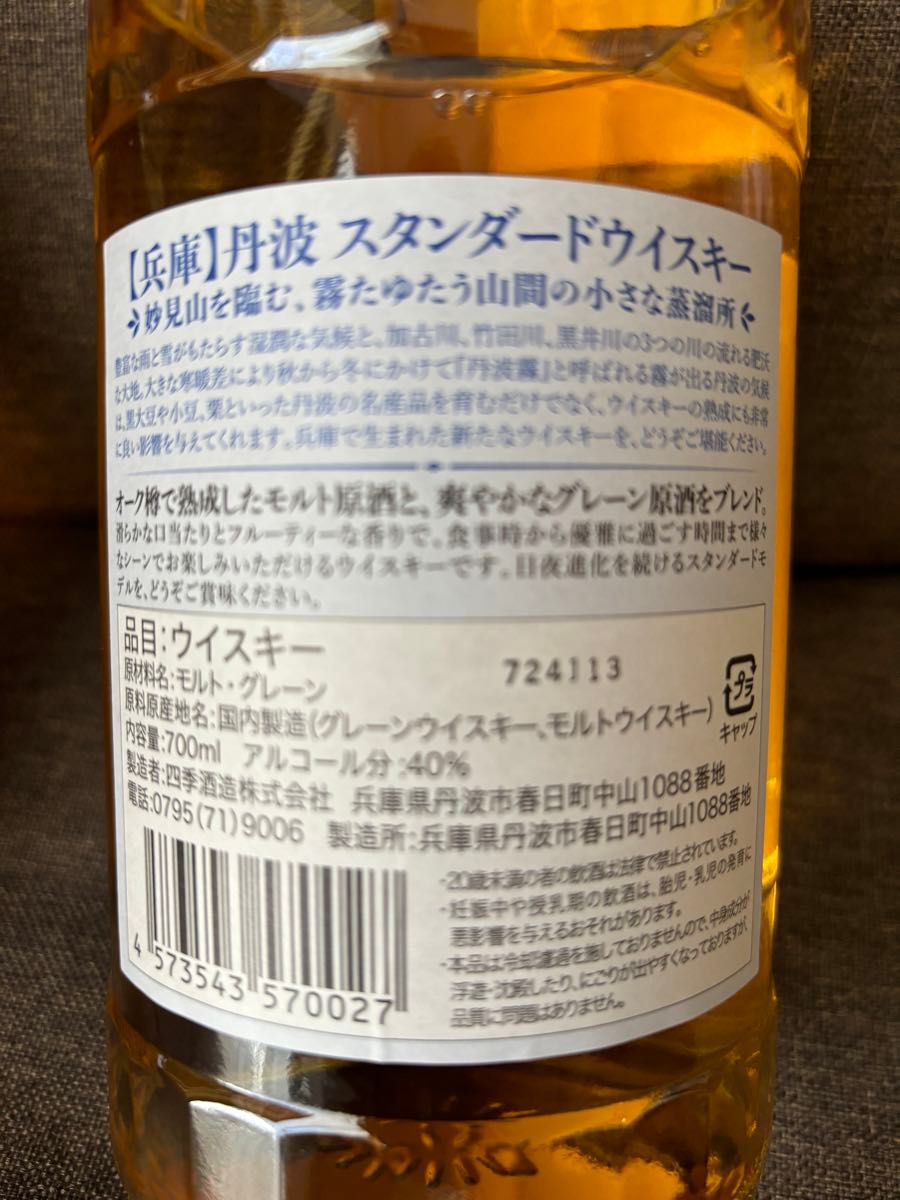 【兵庫】丹波 スタンダードウイスキー
妙見山を臨む、霧たゆたう山間の小さな蒸溜所
豊富な雨と雪がもたらす湿潤な気候と、加古川、竹田川、黒井川の3つの川の流れる肥沃
な大地。大きな寒暖差により秋から冬にかけて「丹波霧」と呼ばれる霧が出る丹波の気候
は、黒大豆や小豆、栗といった丹波の名産品を育むだけでなく、ウイスキーの熟成にも非常
に良い影響を与えてくれます。兵庫で生まれた新たなウイスキーを、どうぞご堪能ください。
オーク樽で熟成したモルト原酒と、爽やかなグレーン原酒をブレンド。
滑らかな口当たりとフルーティーな香りで、食事時から優雅に過ごす時間まで様々
なシーンでお楽しみいただけるウイスキーです。日夜進化を続けるスタンダードモ
デルを、どうぞご賞味ください。
品目:ウイスキー
原材料名:モルト・グレーン
724113
原料原産地名:国内製造(グレーンウイスキー、モルトウイスキー)
プラ
キャップ
内容量:700ml アルコール分:40%
製造者:四季酒造株式会社 兵庫県丹波市春日町中山1088番地
電話:0795(71)9006 製造所:兵庫県丹波市春日町中山1088番地
・20歳未満の者の飲酒は法律で禁止されています。
・妊娠中や授乳期の飲酒は、胎児・乳児の発育に
悪影響を与えるおそれがあります。
・本品は冷却濾過を施しておりませんので、中身成分が
浮遊・沈殿したり、にごりが出やすくなっておりますが、
品質に問題はありません。
4 573543 570027